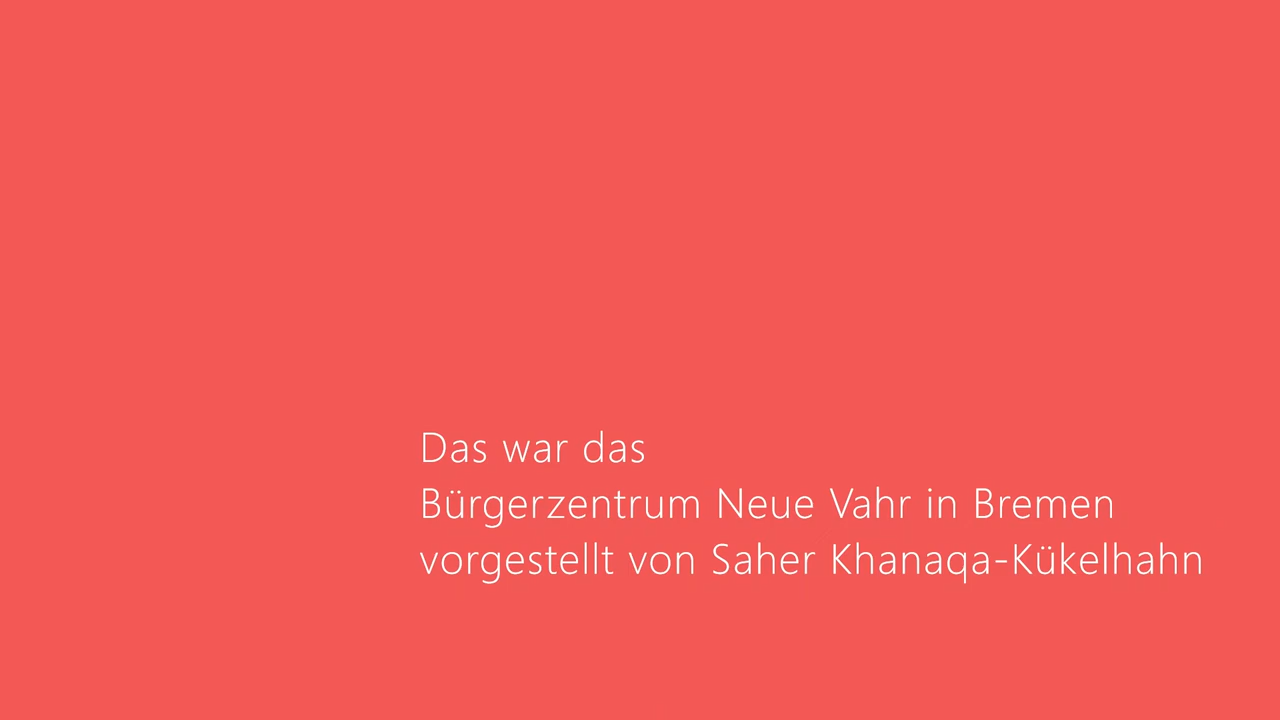 Das war das
Bürgerzentrum Neue Vahr in Bremen
vorgestellt von Saher Khanaqa-Kükelhahn